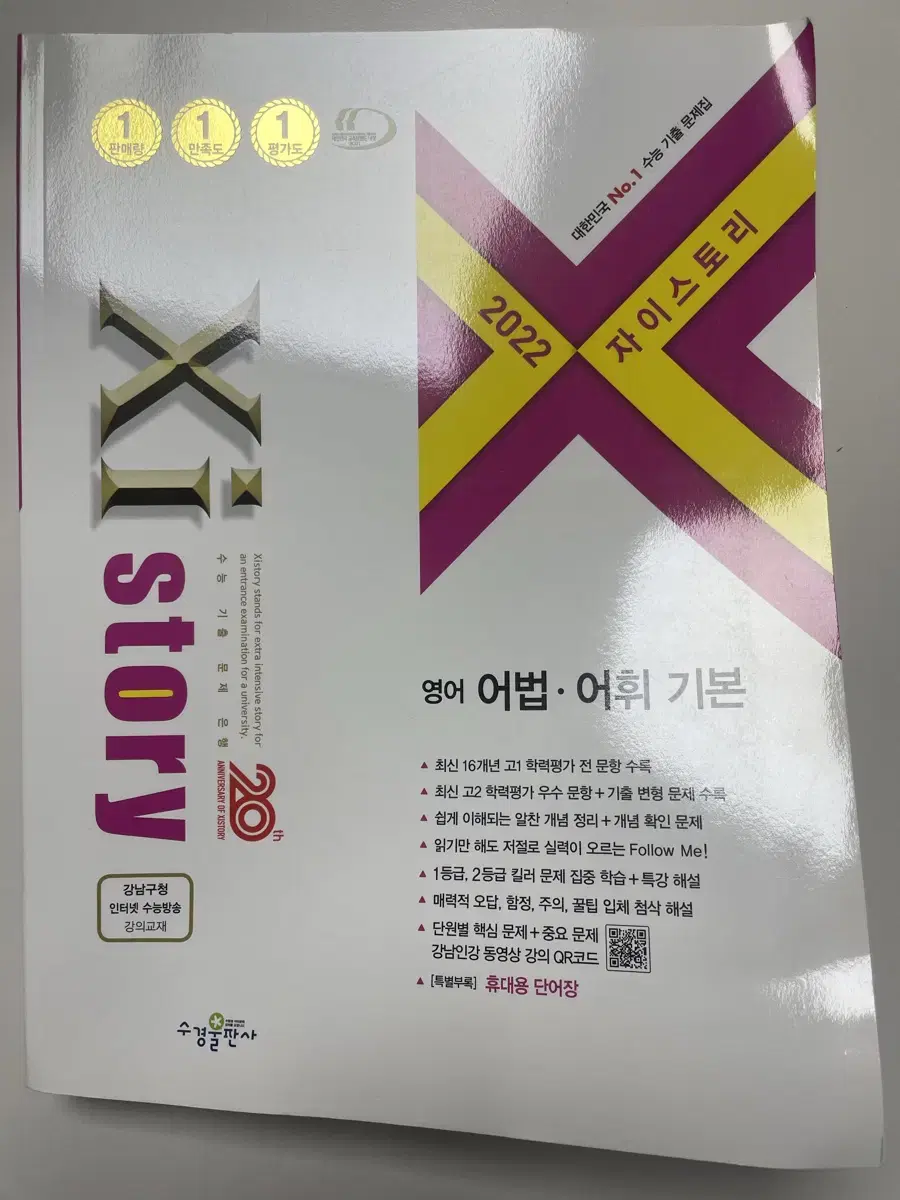 1
판매량
1
만족도
1
평가도
대한민국 No.1 수능 기출 문제집
2022 자이스토리
Xi story
Xistory stands for extra intensive story for
an entrance examination for a university.
수능 기출 문제 은행
20th
ANNIVERSARY OF XISTORY
영어 어법·어휘 기본
▲ 최신 16개년 고1 학력평가 전 문항 수록
▲ 최신 고2 학력평가 우수 문항+기출 변형 문제 수록
▲ 쉽게 이해되는 알찬 개념 정리+개념 확인 문제
▲ 읽기만 해도 저절로 실력이 오르는 Follow Me!
▲ 1등급, 2등급 킬러 문제 집중 학습+특강 해설
▲ 매력적 오답, 함정, 주의, 꿀팁 입체 첨삭 해설
▲ 단원별 핵심 문제+중요 문제
강남인강 동영상 강의 QR코드
▲ [특별부록] 휴대용 단어장
강남구청
인터넷 수능방송
강의교재
수경출판사